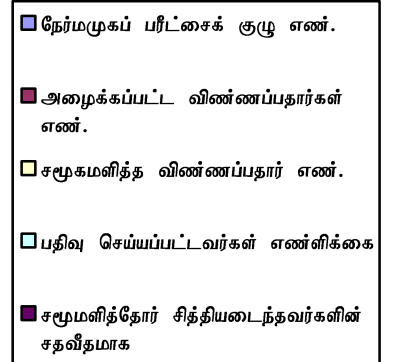 நேர்மமுகப் பரீட்சைக் குழு எண்.
அழைக்கப்பட்ட விண்ணப்பதார்கள்
எண்.
சமூகமளித்த விண்ணப்பதார் எண்.
பதிவு செய்யப்பட்டவர்கள் எண்ளிக்கை
சமூமளித்தோர் சித்தியடைந்தவர்களின்
சதவீதமாக